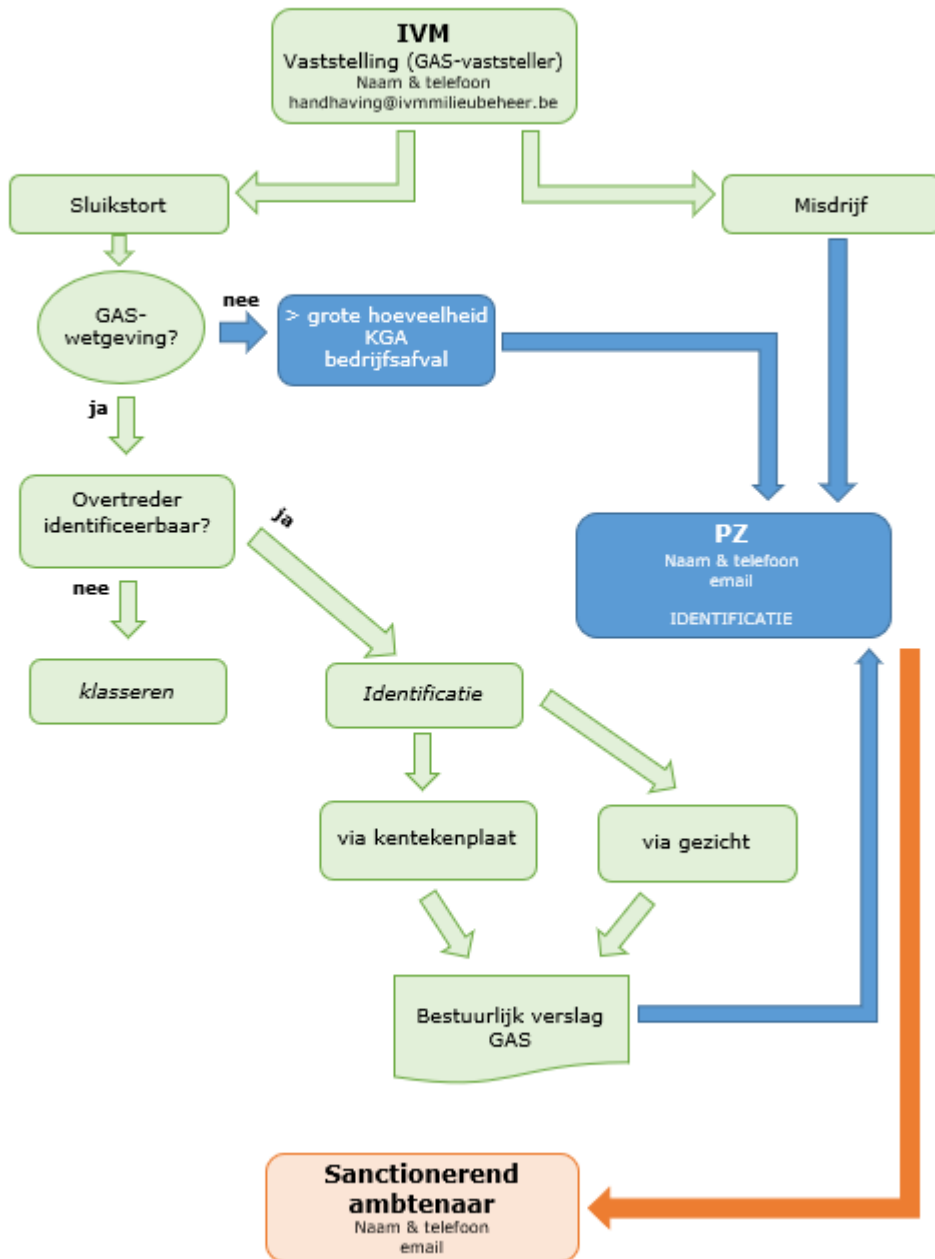 IVM
Vaststelling (GAS-vaststeller)
Naam & telefoon
handhaving@ivmmilieubeheer.be
Sluikstort
Misdrijf
GAS-
wetgeving?
nee
> grote hoeveelheid
KGA
bedrijfsafval
ja
Overtreder
identificeerbaar?
ja
PZ
Naam & telefoon
email
IDENTIFICATIE
nee
klasseren
Identificatie
via kentekenplaat
via gezicht
Bestuurlijk verslag
GAS
Sanctionerend
ambtenaar
Naam & telefoon
email